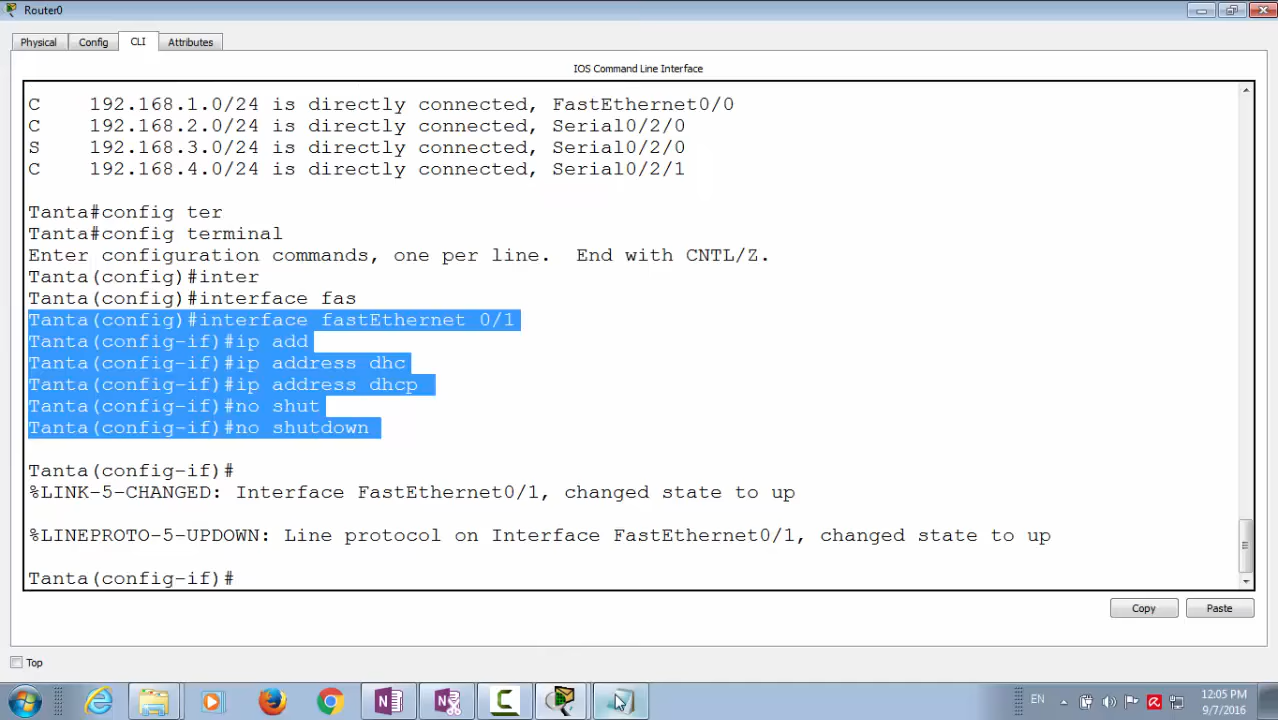 Router0
Physical
Config
CLI
Attributes
IOS Command Line Interface
C    192.168.1.0/24 is directly connected, FastEthernet0/0
C    192.168.2.0/24 is directly connected, Serial0/2/0
S    192.168.3.0/24 is directly connected, Serial0/2/0
C    192.168.4.0/24 is directly connected, Serial0/2/1
Tanta#config ter
Tanta#config terminal
Enter configuration commands, one per line.  End with CNTL/Z.
Tanta(config)#inter
Tanta(config)#interface fas
Tanta(config)#interface fastEthernet 0/1
Tanta(config-if)#ip add
Tanta(config-if)#ip address dhc
Tanta(config-if)#ip address dhcp
Tanta(config-if)#no shut
Tanta(config-if)#no shutdown
Tanta(config-if)#
%LINK-5-CHANGED: Interface FastEthernet0/1, changed state to up
%LINEPROTO-5-UPDOWN: Line protocol on Interface FastEthernet0/1, changed state to up
Tanta(config-if)#
Copy
Paste
Top
EN
12:05 PM
9/7/2016